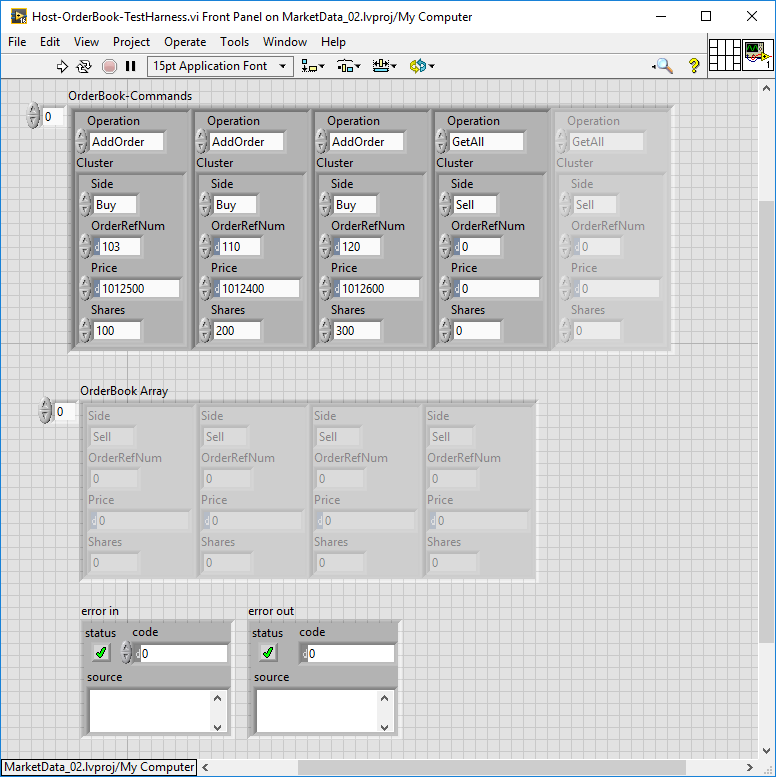 Host-OrderBook-TestHarness.vi Front Panel on MarketData_02.lvproj/My Computer
File Edit View Project Operate Tools Window Help
15pt Application Font
?
1
OrderBook-Commands
0
Operation Operation Operation Operation Operation
AddOrder AddOrder AddOrder GetAll GetAll
Cluster Cluster Cluster Cluster Cluster
Side Side Side Side Side
Buy Buy Buy Sell Sell
OrderRefNum OrderRefNum OrderRefNum OrderRefNum OrderRefNum
d 103 d 110 d 120 d 0 d 0
Price Price Price Price Price
d 1012500 d 1012400 d 1012600 d 0 d 0
Shares Shares Shares Shares Shares
100 200 300 0 0
OrderBook Array
0
Side Side Side Side
Sell Sell Sell Sell
OrderRefNum OrderRefNum OrderRefNum OrderRefNum
0 0 0 0
Price Price Price Price
d 0 d 0 d 0 d 0
Shares Shares Shares Shares
0 0 0 0
error in error out
status code status code
d 0 d 0
source source
MarketData_02.lvproj/My Computer